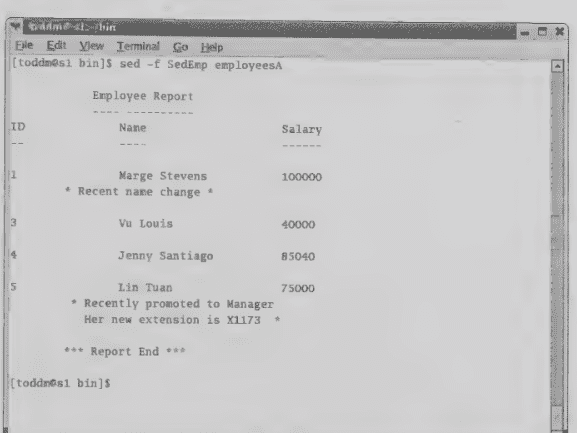 toddm@s1:~/bin
File Edit View Terminal Go Help
[toddm@s1 bin]$ sed -f SedEmp employeesA
Employee Report
---- ----------
ID Name Salary
-- ---- ------
1 Marge Stevens 100000
* Recent name change *
3 Vu Louis 40000
4 Jenny Santiago 85040
5 Lin Tuan 75000
* Recently promoted to Manager
Her new extension is X1173 *
*** Report End ***
[toddm@s1 bin]$